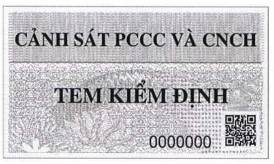 CẢNH SÁT PCCC VÀ CNCH
TEM KIỂM ĐỊNH
0000000